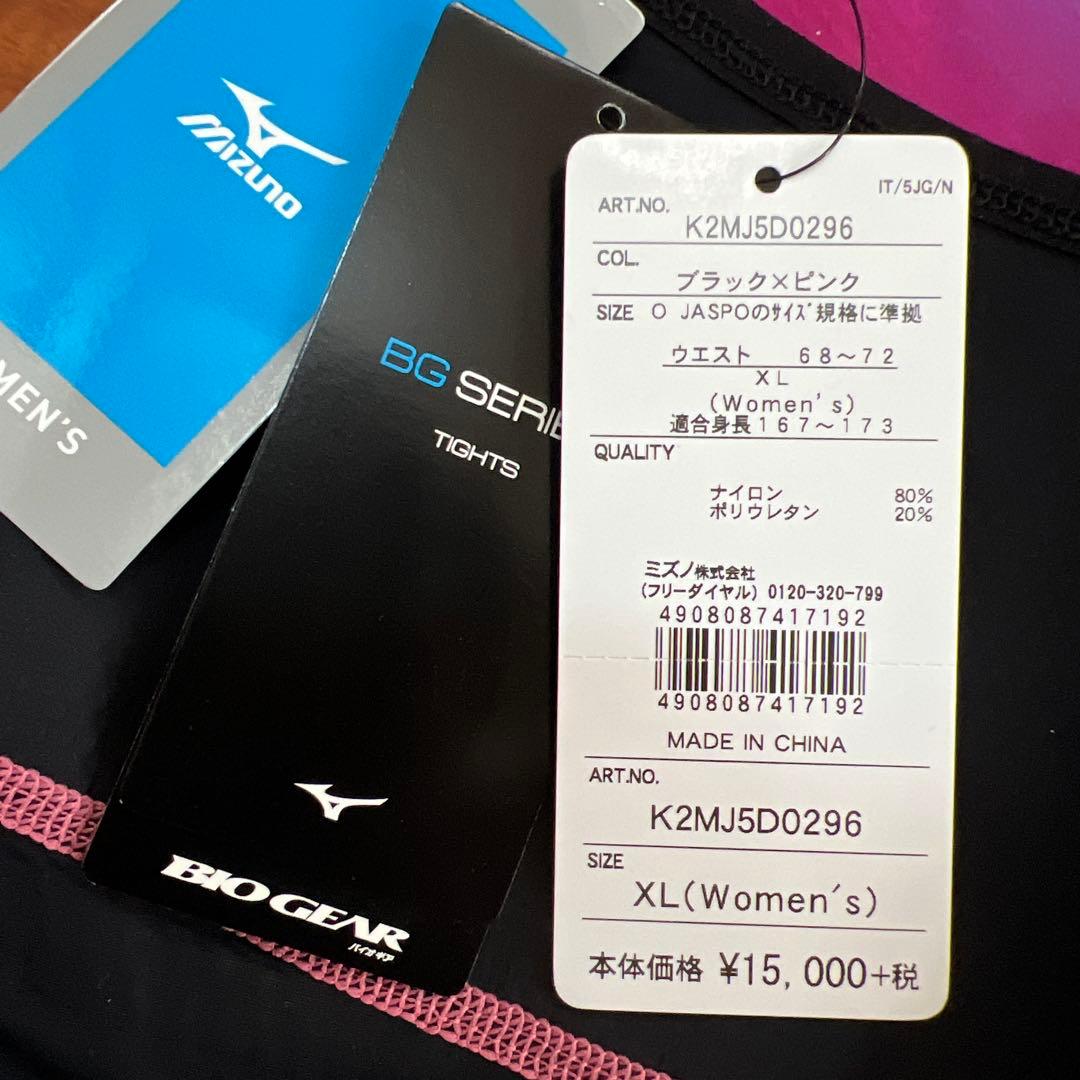 MIZUNO
MEN'S
BG SERIE
TIGHTS
BIO GEAR
バイオギア
IT/5JG/N
ART.NO.
K2MJ5D0296
COL.
ブラック×ピンク
SIZE O JASPOのｻｲｽﾞ規格に準拠
ウエスト 68～72
XL
(Women's)
適合身長167～173
QUALITY
ナイロン 80%
ポリウレタン 20%
ミズノ株式会社
(フリーダイヤル) 0120-320-799
4908087417192
4908087417192
MADE IN CHINA
ART.NO.
K2MJ5D0296
SIZE
XL(Women's)
本体価格 ¥15,000+税